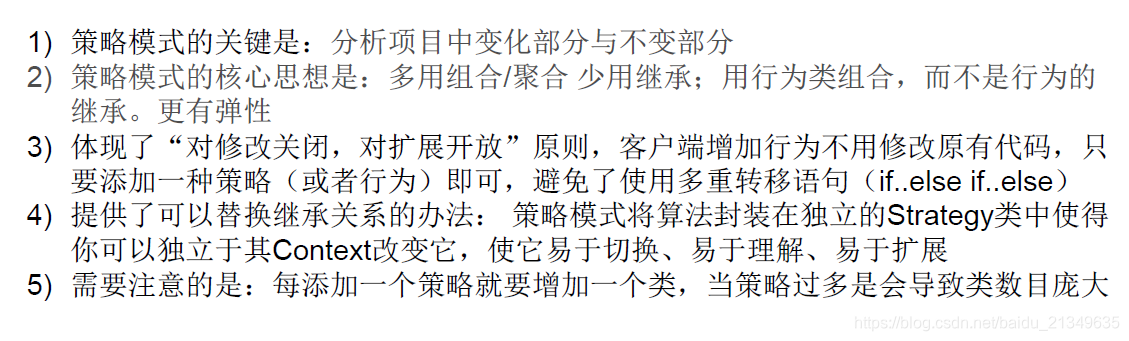 1) 策略模式的关键是：分析项目中变化部分与不变部分
2) 策略模式的核心思想是：多用组合/聚合 少用继承；用行为类组合，而不是行为的
继承。更有弹性
3) 体现了“对修改关闭，对扩展开放”原则，客户端增加行为不用修改原有代码，只
要添加一种策略（或者行为）即可，避免了使用多重转移语句（if..else if..else）
4) 提供了可以替换继承关系的办法： 策略模式将算法封装在独立的Strategy类中使得
你可以独立于其Context改变它，使它易于切换、易于理解、易于扩展
5) 需要注意的是：每添加一个策略就要增加一个类，当策略过多是会导致类数目庞大
https://blog.csdn.net/baidu_21349635